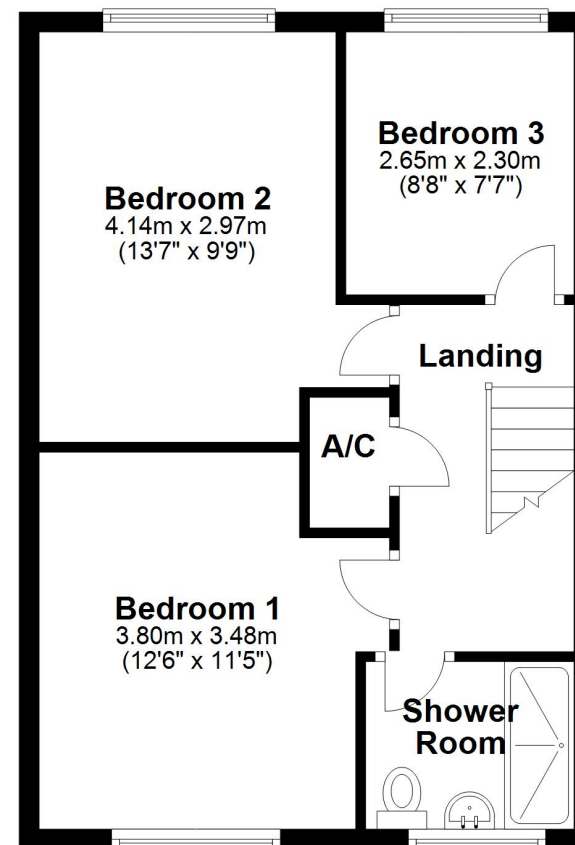 Bedroom 2
4.14m x 2.97m
(13'7" x 9'9")
Bedroom 3
2.65m x 2.30m
(8'8" x 7'7")
Landing
A/C
Bedroom 1
3.80m x 3.48m
(12'6" x 11'5")
Shower
Room